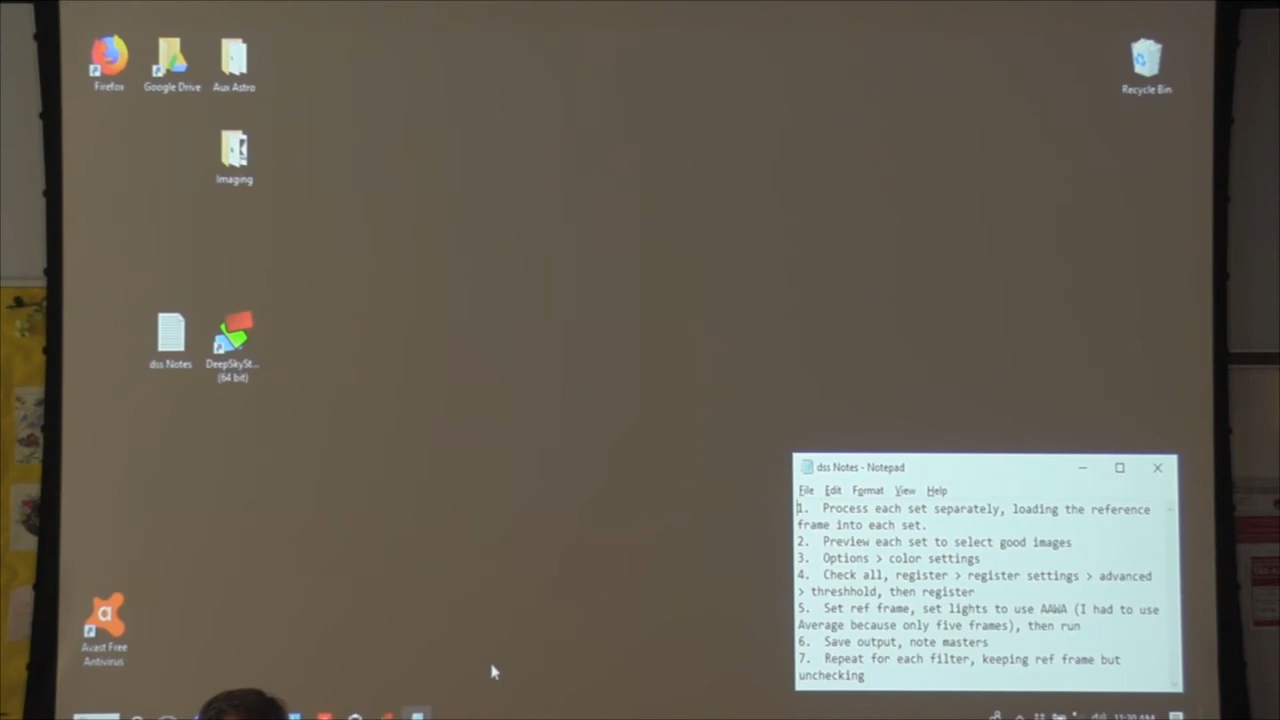 Firefox
Google Drive
Aux Astro
Recycle Bin
Imaging
dss Notes
DeepSkySt...
(64 bit)
Avast Free
Antivirus
dss Notes - Notepad
File Edit Format View Help
1. Process each set separately, loading the reference
frame into each set.
2. Preview each set to select good images
3. Options > color settings
4. Check all, register > register settings > advanced
> threshhold, then register
5. Set ref frame, set lights to use AAWA (I had to use
Average because only five frames), then run
6. Save output, note masters
7. Repeat for each filter, keeping ref frame but
unchecking